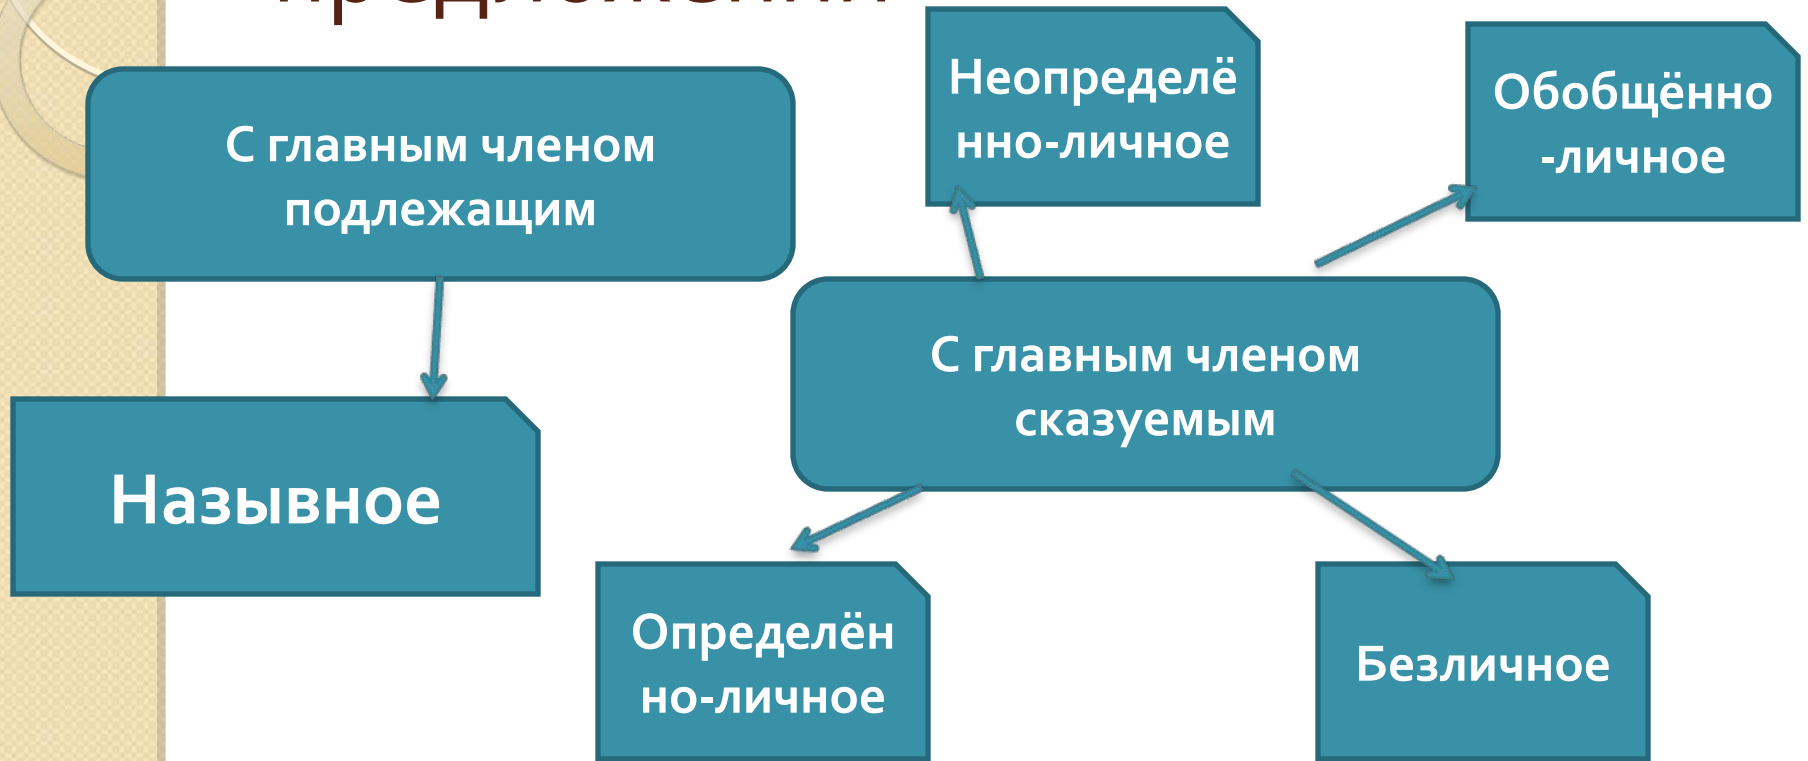 С главным членом
подлежащим
Неопределё
нно-личное
Обобщённо
-личное
С главным членом
сказуемым
Назывное
Определён
но-личное
Безличное